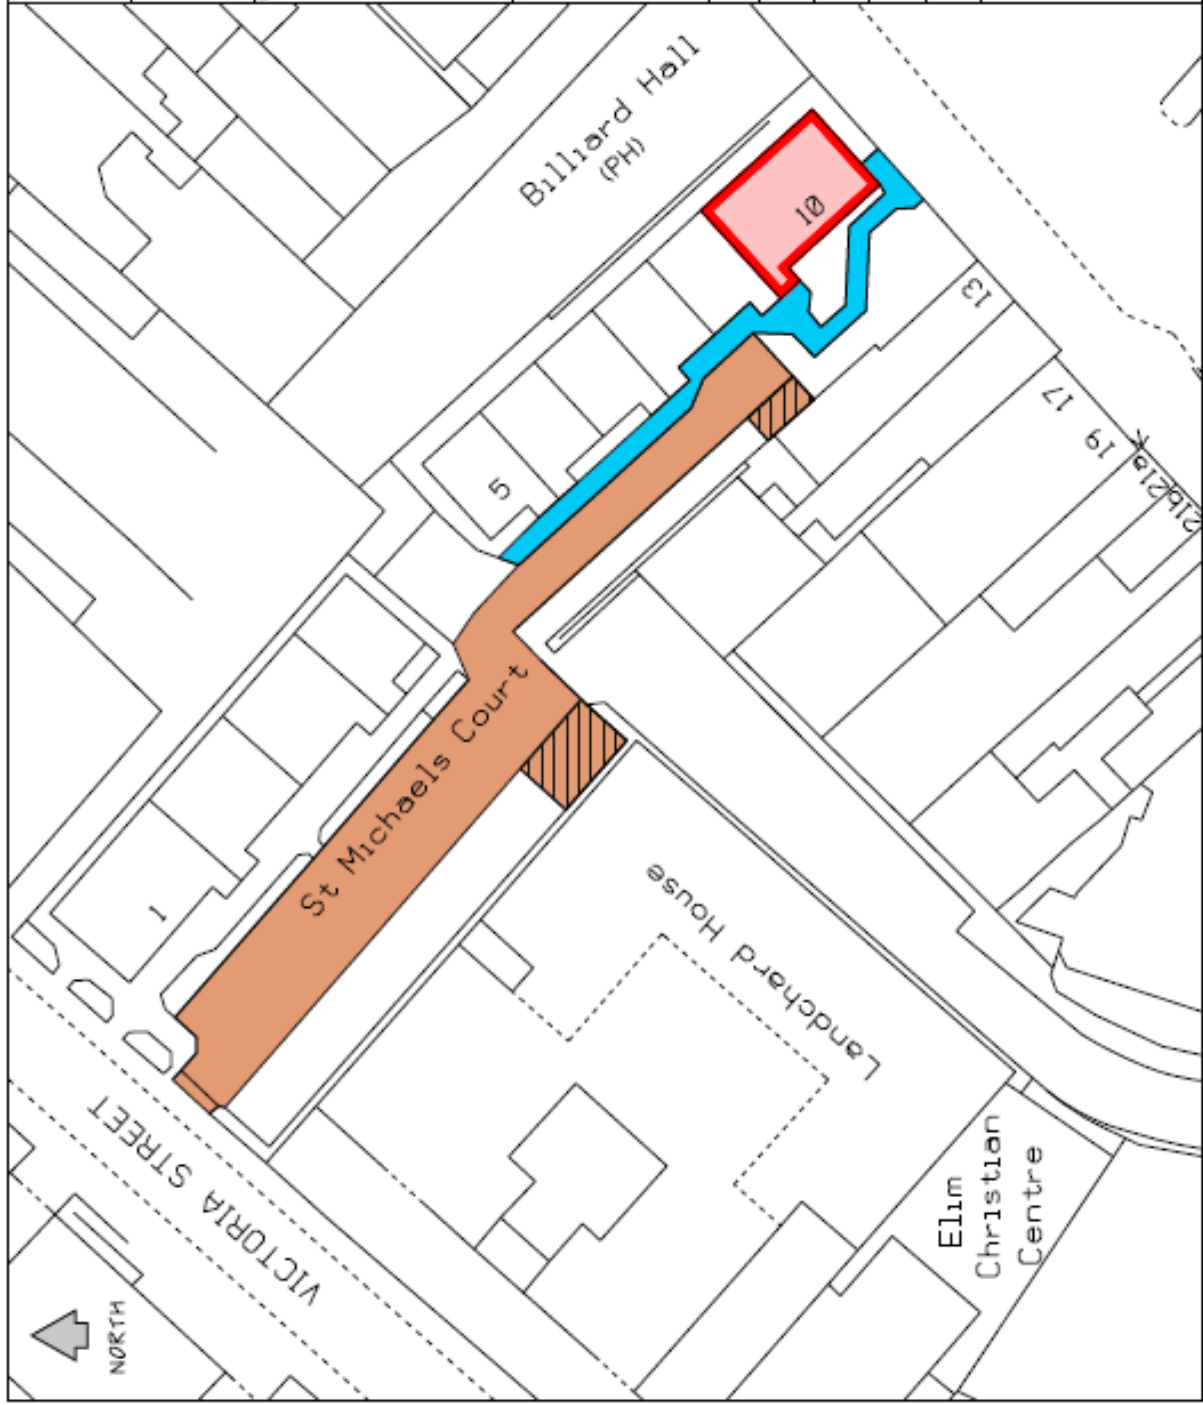 Billiard Hall
(PH)
10
13
17
19
21a
21b
5
St Michaels Court
1
Landchard House
VICTORIA STREET
Elim
Christian
Centre
NORTH